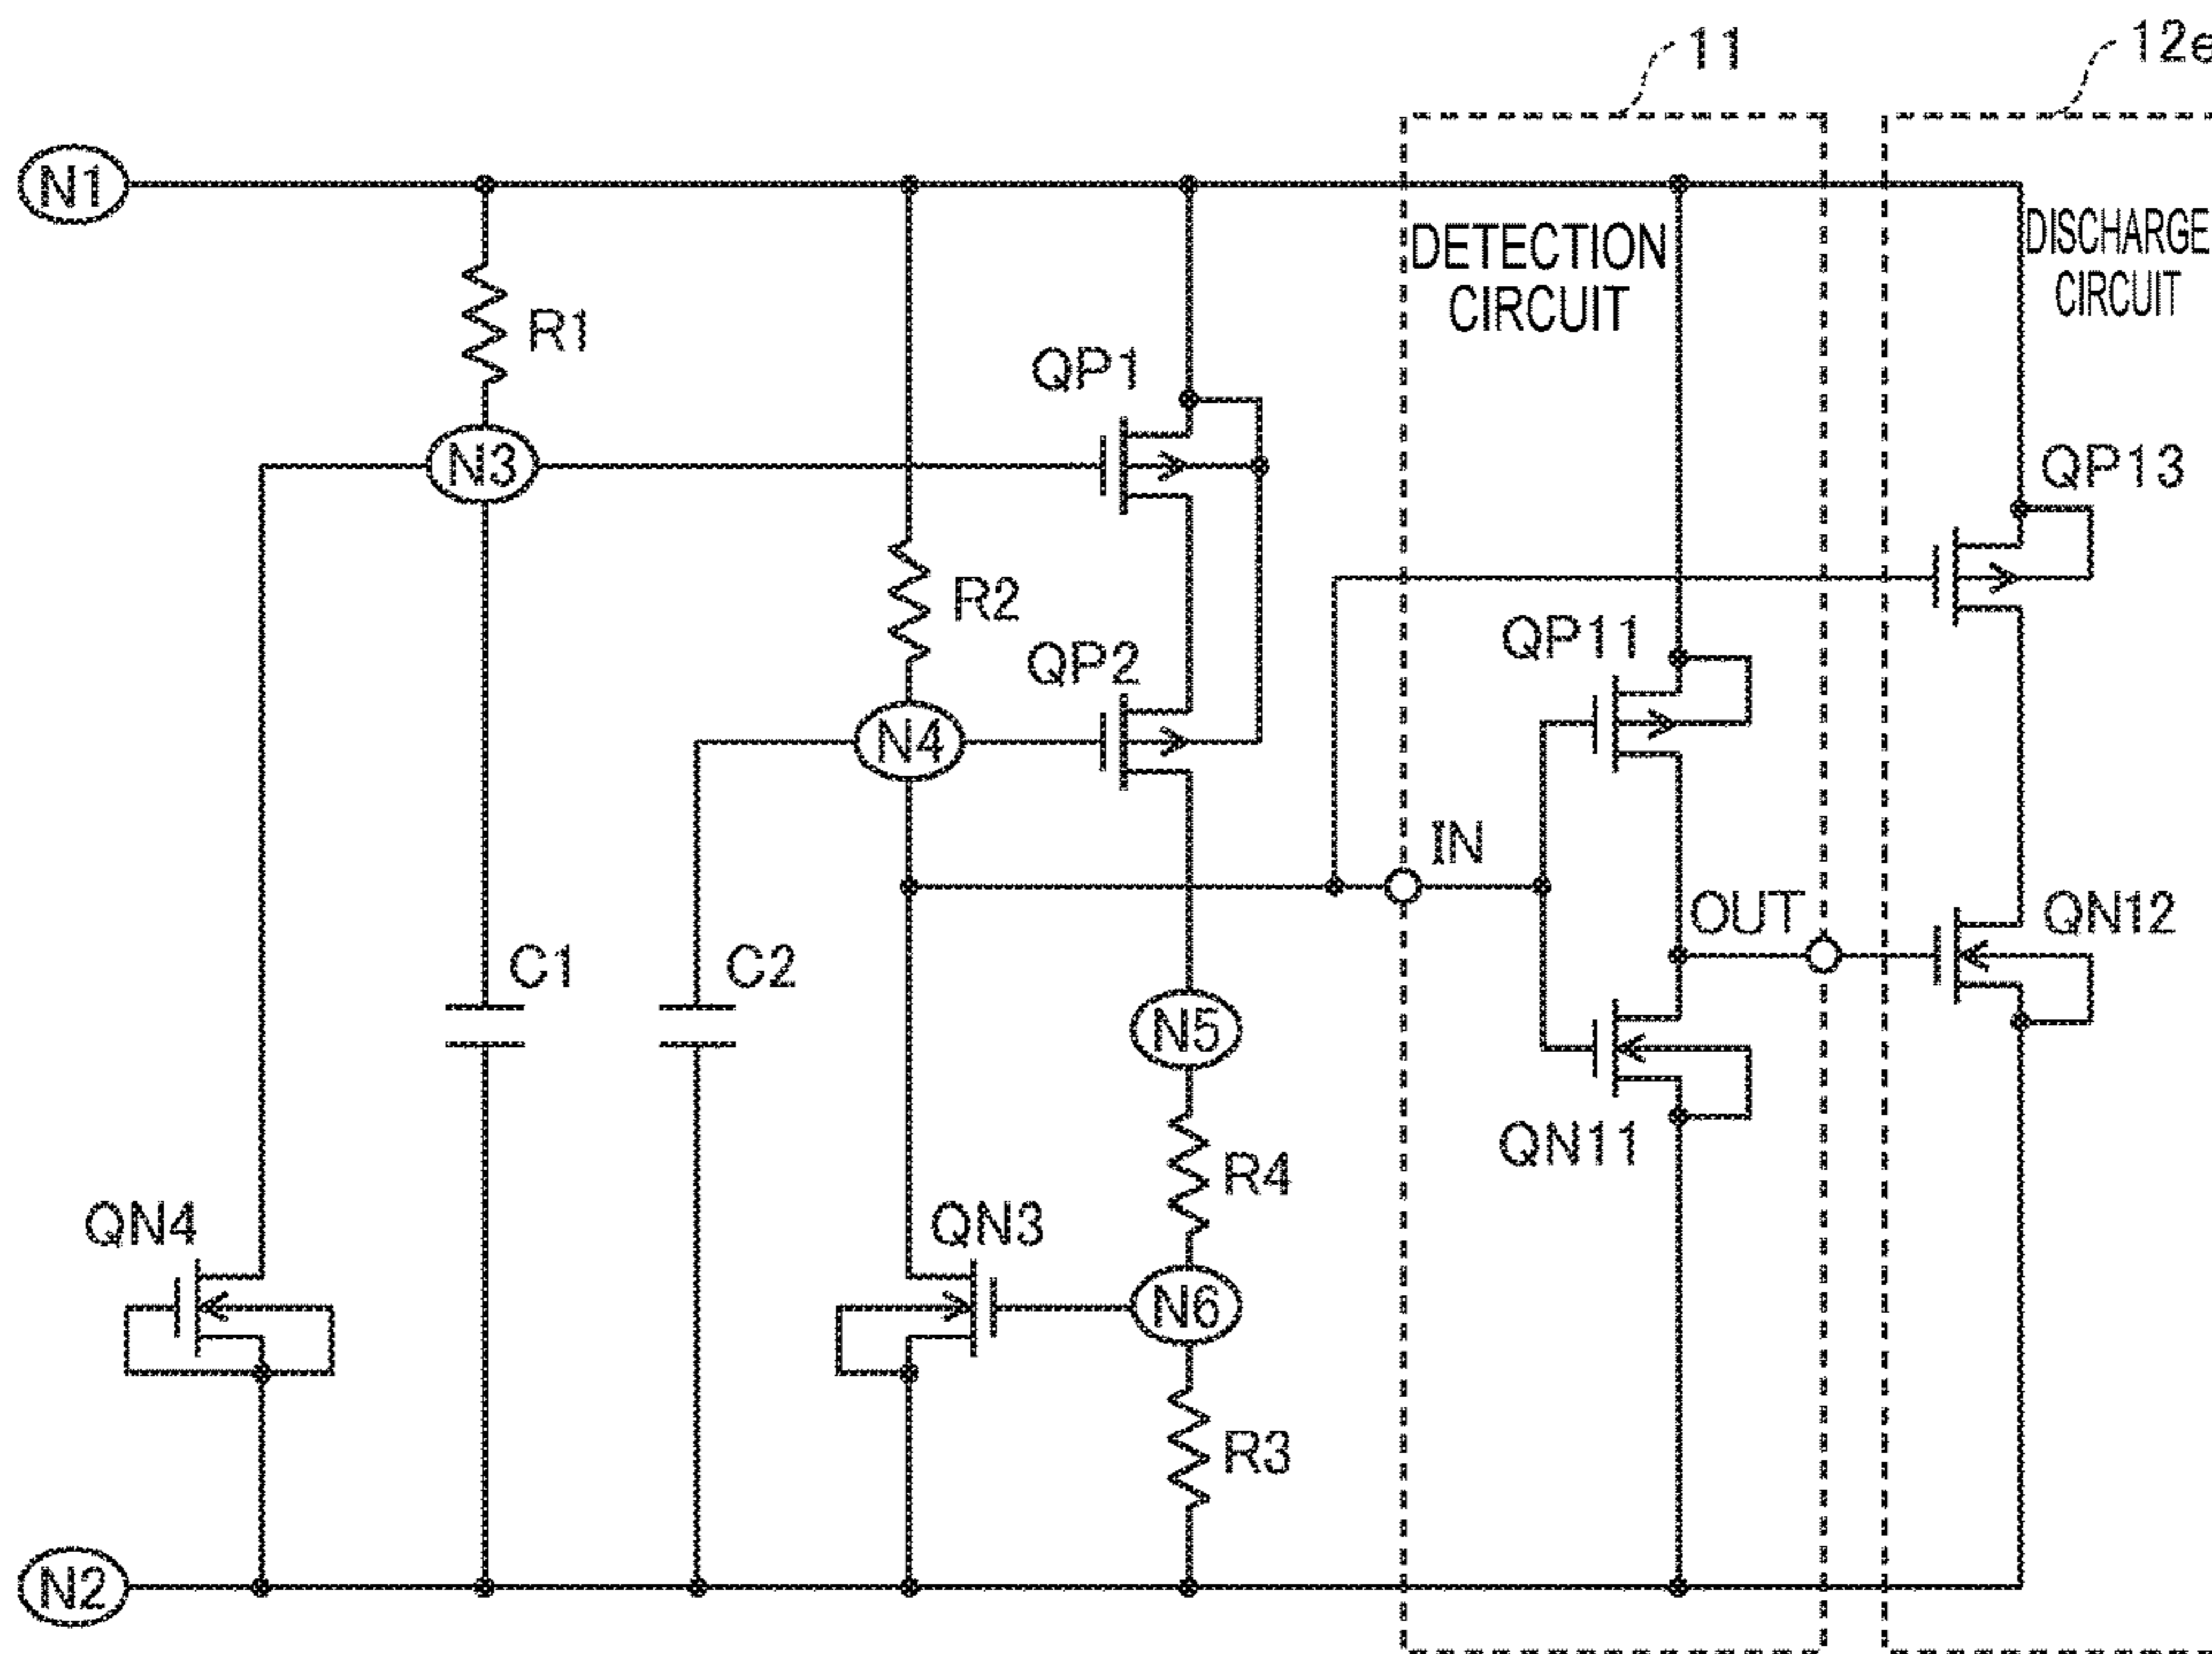 11
12e
N1
DETECTION
CIRCUIT
DISCHARGE
CIRCUIT
R1
QP1
N3
QP13
R2
QP11
QP2
N4
IN
OUT
QN12
C1
C2
N5
QN11
R4
QN4
QN3
N6
R3
N2